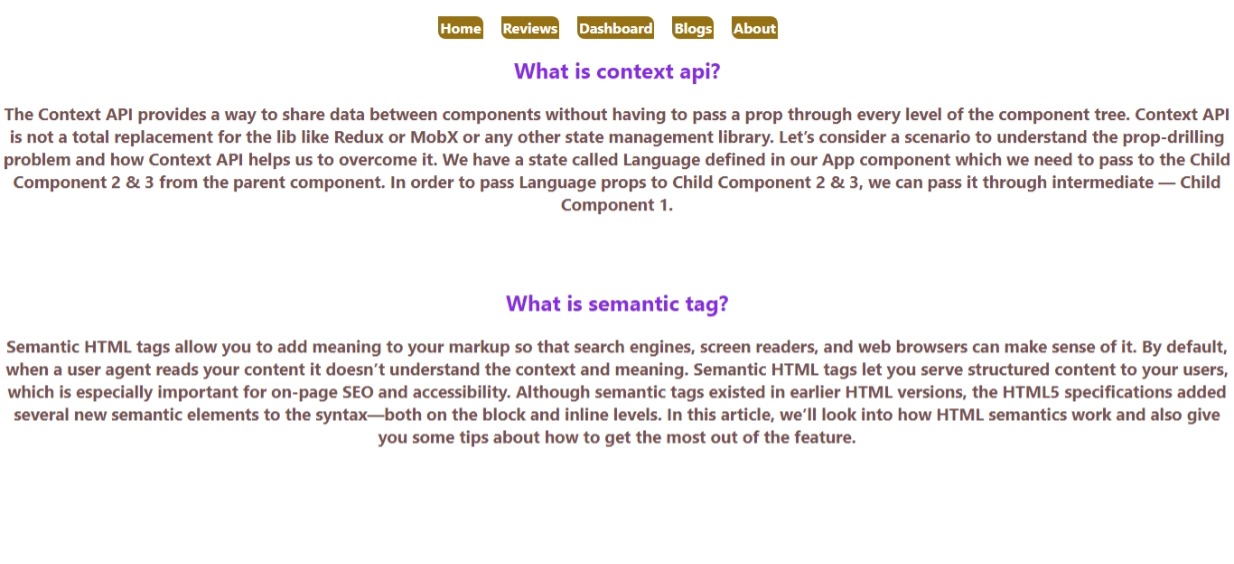 Home Reviews Dashboard Blogs About
What is context api?
The Context API provides a way to share data between components without having to pass a prop through every level of the component tree. Context API
is not a total replacement for the lib like Redux or MobX or any other state management library. Let’s consider a scenario to understand the prop-drilling
problem and how Context API helps us to overcome it. We have a state called Language defined in our App component which we need to pass to the Child
Component 2 & 3 from the parent component. In order to pass Language props to Child Component 2 & 3, we can pass it through intermediate — Child
Component 1.
What is semantic tag?
Semantic HTML tags allow you to add meaning to your markup so that search engines, screen readers, and web browsers can make sense of it. By default,
when a user agent reads your content it doesn’t understand the context and meaning. Semantic HTML tags let you serve structured content to your users,
which is especially important for on-page SEO and accessibility. Although semantic tags existed in earlier HTML versions, the HTML5 specifications added
several new semantic elements to the syntax—both on the block and inline levels. In this article, we’ll look into how HTML semantics work and also give
you some tips about how to get the most out of the feature.